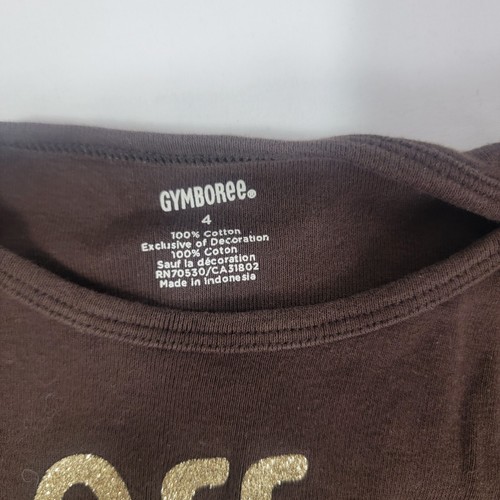 GYMBOREE®
4
100% Cotton
Exclusive of Decoration
100% Coton
Sauf la décoration
RN70530/CA31802
Made in Indonesia